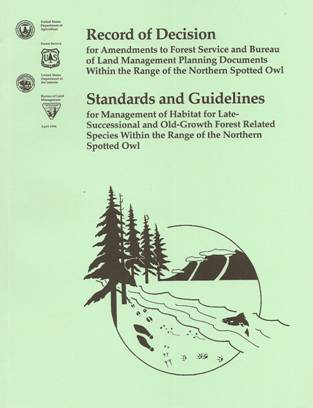 United States
Department of
Agriculture
Forest Service
United States
Department of
the Interior
Bureau of Land
Management
April 1994
Record of Decision
for Amendments to Forest Service and Bureau
of Land Management Planning Documents
Within the Range of the Northern Spotted Owl
Standards and Guidelines
for Management of Habitat for Late-
Successional and Old-Growth Forest Related
Species Within the Range of the Northern
Spotted Owl